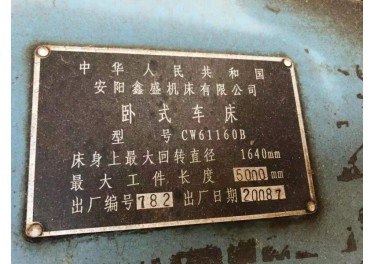 中华人民共和国
安阳鑫盛机床有限公司
卧式车床
型号 CW61160B
床身上最大回转直径 1640mm
最大工件长度 5000mm
出厂编号 782 出厂日期 20087